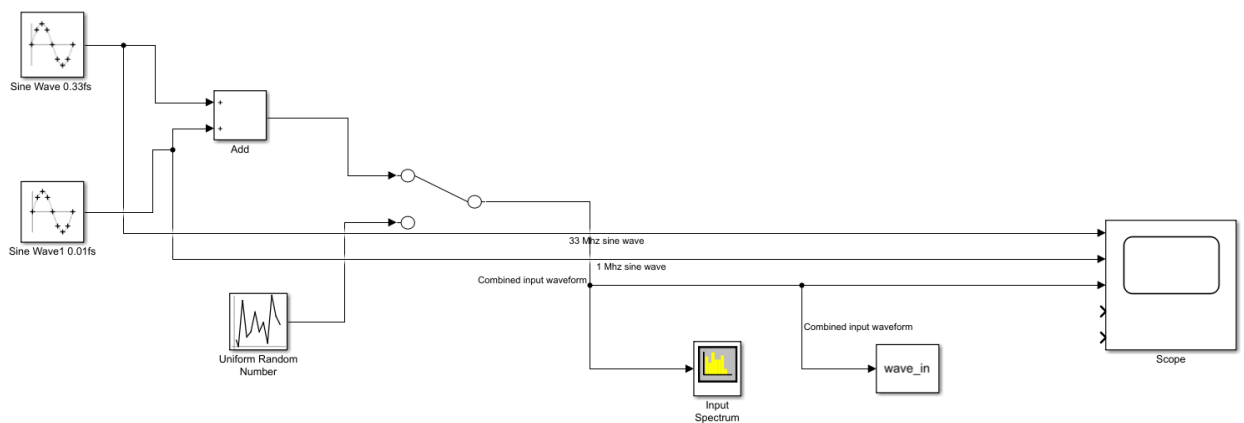 Sine Wave 0.33fs
+
+
Add
Sine Wave1 0.01fs
33 Mhz sine wave
1 Mhz sine wave
Combined input waveform
Uniform Random
Number
Combined input waveform
wave_in
Scope
Input
Spectrum